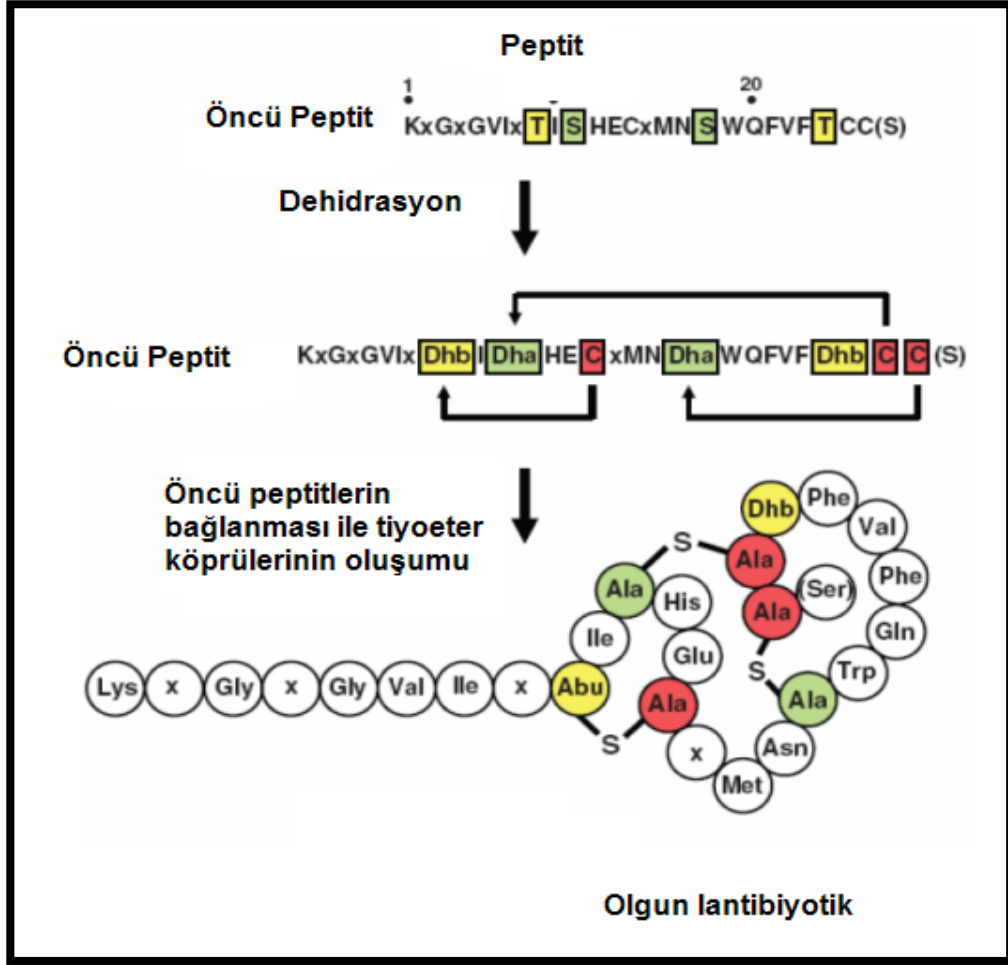 Peptit
1 20
Öncü Peptit KxGxGVIxTISHECxMNSWQFVFTCC(S)
Dehidrasyon
Öncü Peptit KxGxGVIxDhbIDhaHECxMNDhaWQFVFDhbCC(S)
Öncü peptitlerin
bağlanması ile tiyoeter
köprülerinin oluşumu
Lys x Gly x Gly Val Ile x Abu Ile Ala His Glu Ala x Met Asn Ala Trp Gln Phe Val Phe Dhb Ala Ala (Ser)
S S S
Olgun lantibiyotik